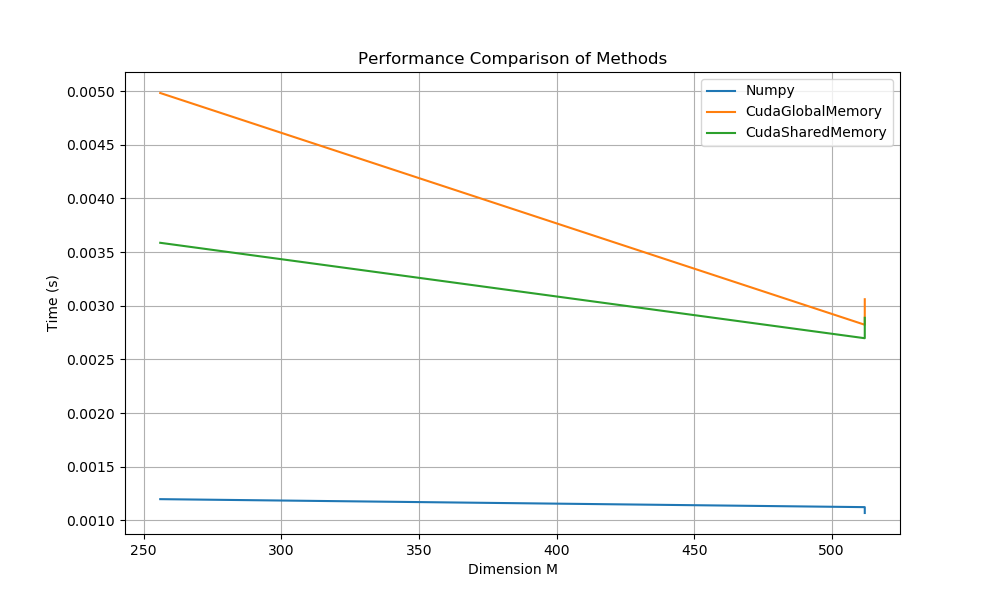 Performance Comparison of Methods
Numpy
CudaGlobalMemory
CudaSharedMemory
Time (s)
0.0050
0.0045
0.0040
0.0035
0.0030
0.0025
0.0020
0.0015
0.0010
250 300 350 400 450 500
Dimension M